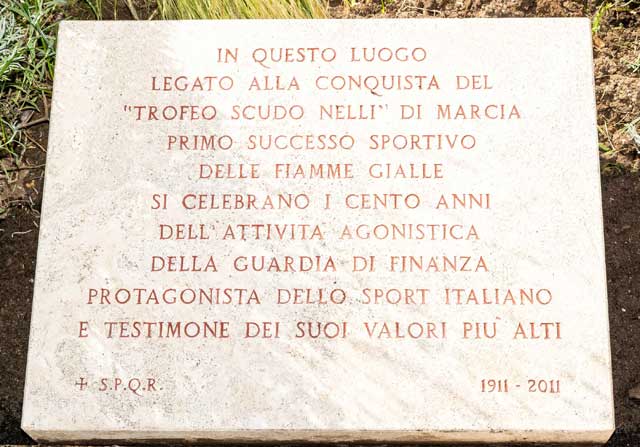 IN QUESTO LUOGO
LEGATO ALLA CONQUISTA DEL
"TROFEO SCUDO NELLI" DI MARCIA
PRIMO SUCCESSO SPORTIVO
DELLE FIAMME GIALLE
SI CELEBRANO I CENTO ANNI
DELL'ATTIVITÀ AGONISTICA
DELLA GUARDIA DI FINANZA
PROTAGONISTA DELLO SPORT ITALIANO
E TESTIMONE DEI SUOI VALORI PIÙ ALTI
+ S.P.Q.R. 1911 - 2011